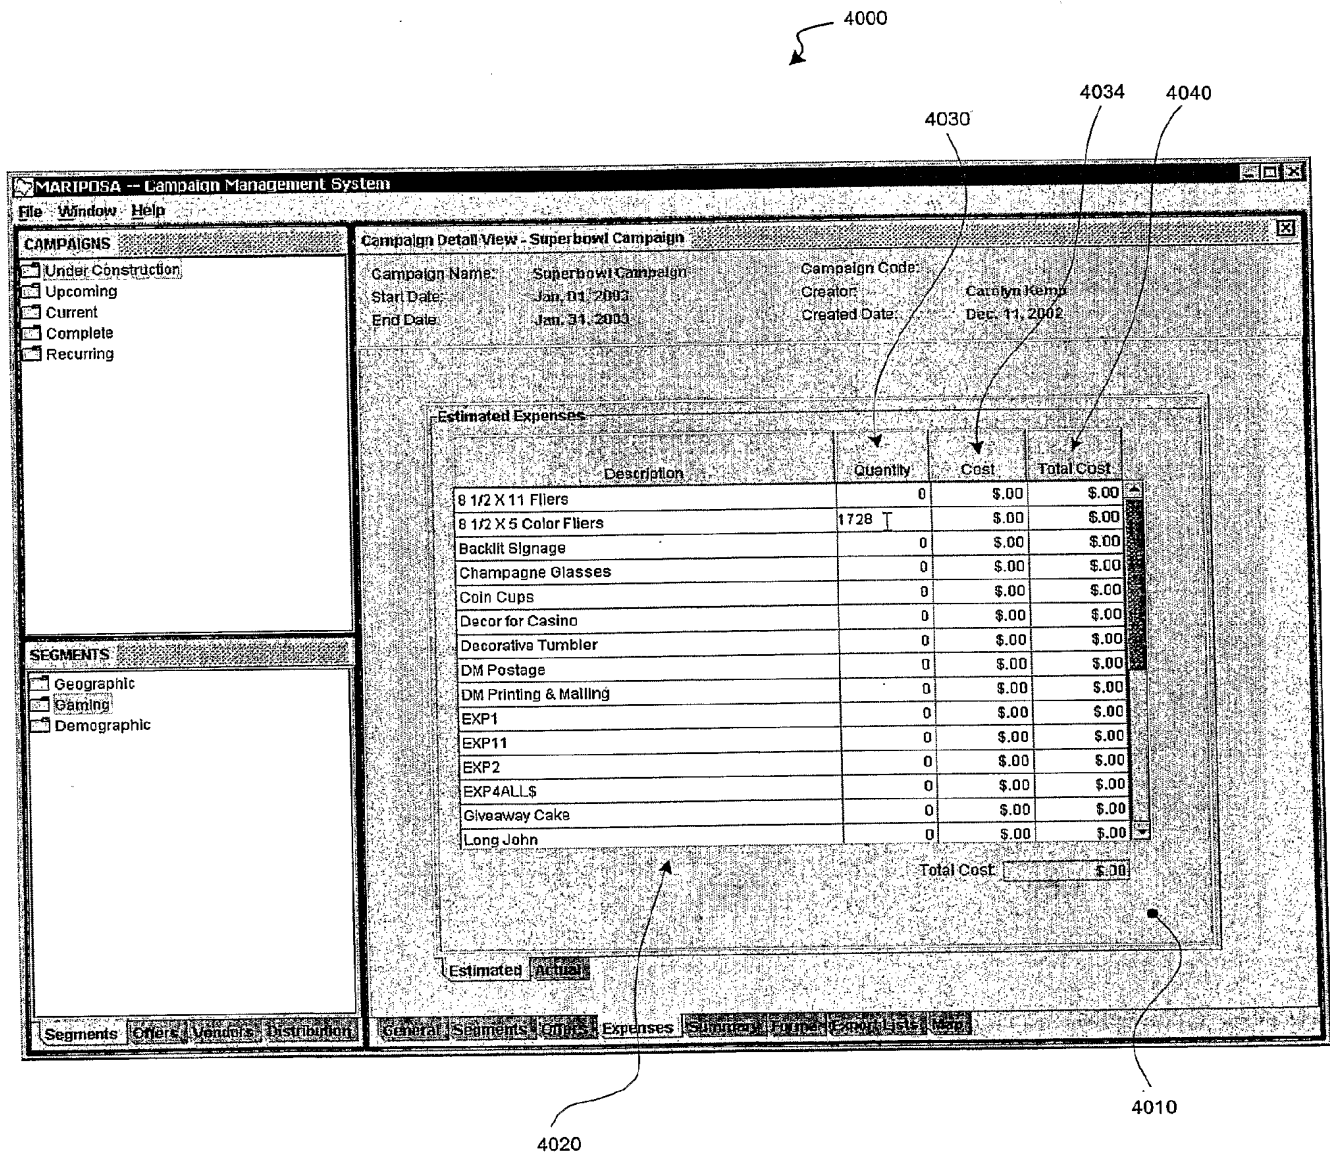 4000
4034 4040
4030
MARIPOSA -- Campaign Management System
File Window Help
CAMPAIGNS
Under Construction
Upcoming
Current
Complete
Recurring
SEGMENTS
Geographic
Gaming
Demographic
Segments Offers Vendors Distribution
Campaign Detail View - Superbowl Campaign
Campaign Name: Superbowl Campaign Campaign Code:
Start Date: Jan, 01, 2003 Creator: Carolyn Kemp
End Date: Jan, 31, 2003 Created Date: Dec, 11, 2002
Estimated Expenses
Description Quantity Cost Total Cost
8 1/2 X 11 Fliers 0 $.00 $.00
8 1/2 X 5 Color Fliers 1728 $.00 $.00
Backlit Signage 0 $.00 $.00
Champagne Glasses 0 $.00 $.00
Coin Cups 0 $.00 $.00
Decor for Casino 0 $.00 $.00
Decorative Tumbler 0 $.00 $.00
DM Postage 0 $.00 $.00
DM Printing & Mailing 0 $.00 $.00
EXP1 0 $.00 $.00
EXP11 0 $.00 $.00
EXP2 0 $.00 $.00
EXP4ALL$ 0 $.00 $.00
Giveaway Cake 0 $.00 $.00
Long John 0 $.00 $.00
Total Cost: $.00
Estimated Actuals
General Segments Offers Expenses Summary Export Lists Map
4010
4020